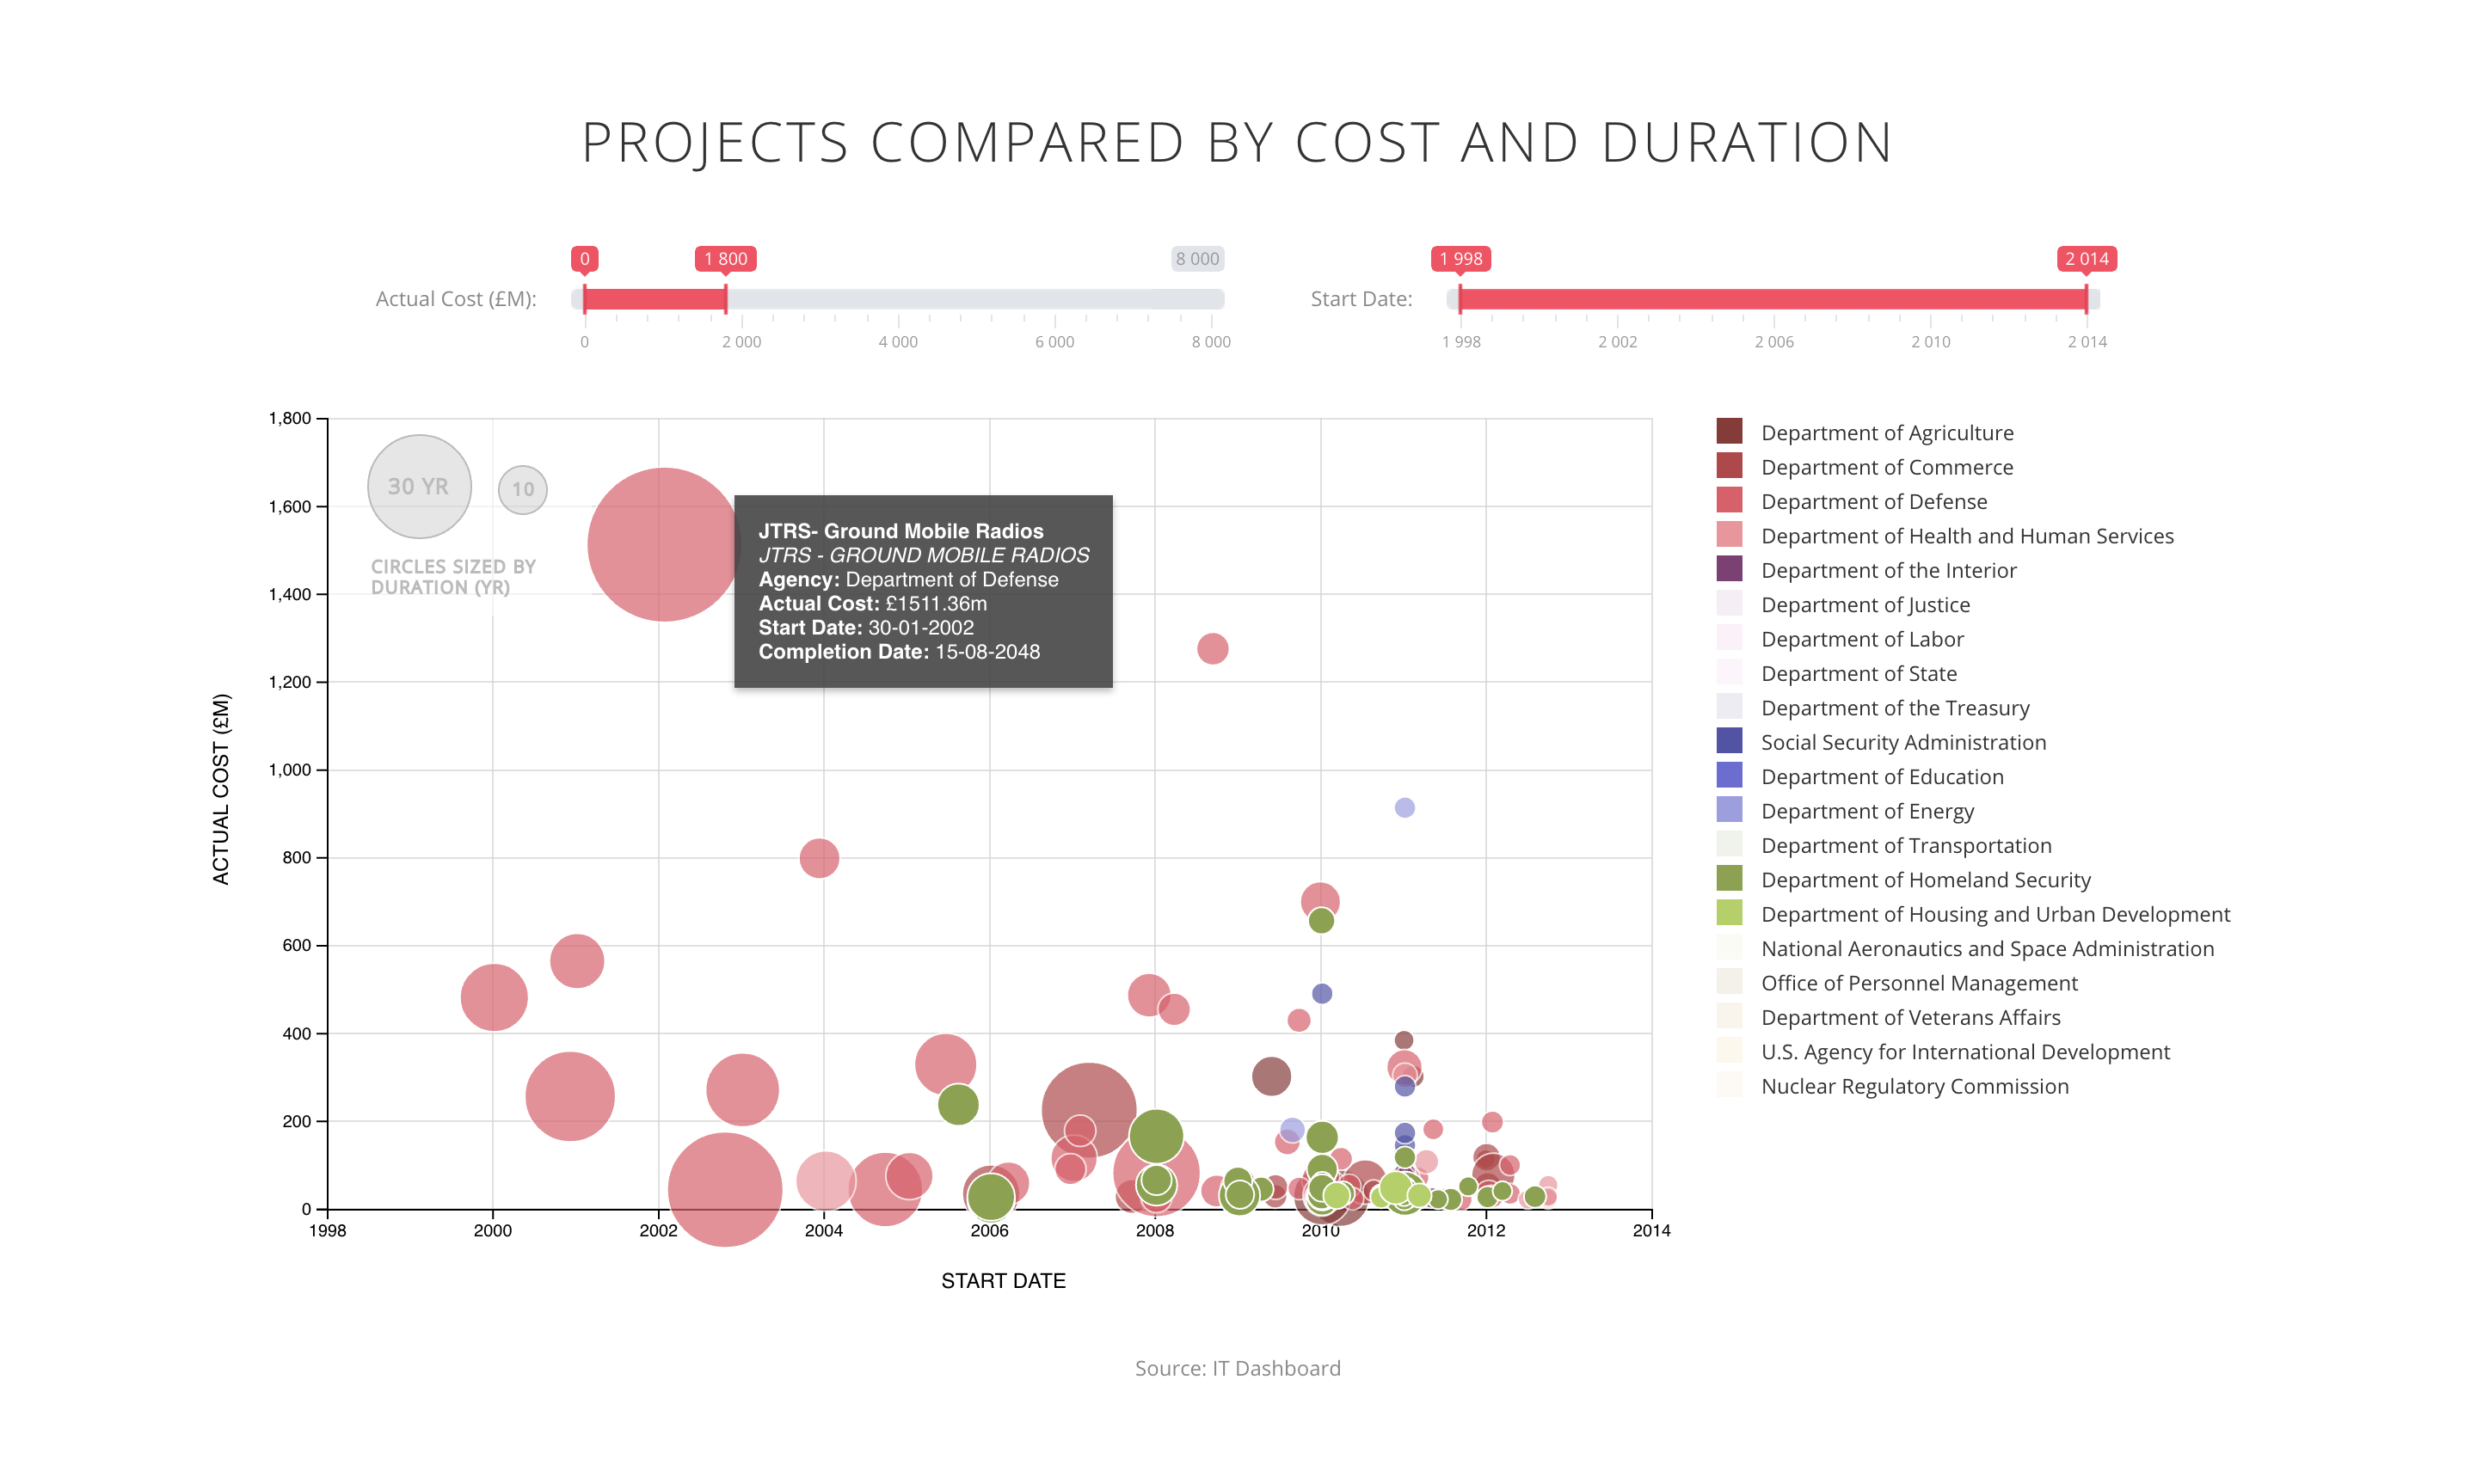 PROJECTS COMPARED BY COST AND DURATION
0
1 800
8 000
Actual Cost (£M):
0
2 000
4 000
6 000
8 000
1 998
2 014
Start Date:
1 998
2 002
2 006
2 010
2 014
1,800
1,600
1,400
1,200
1,000
800
600
400
200
0
ACTUAL COST (£M)
30 YR
10
CIRCLES SIZED BY
DURATION (YR)
JTRS- Ground Mobile Radios
JTRS - GROUND MOBILE RADIOS
Agency: Department of Defense
Actual Cost: £1511.36m
Start Date: 30-01-2002
Completion Date: 15-08-2048
1998
2000
2002
2004
2006
2008
2010
2012
2014
START DATE
Department of Agriculture
Department of Commerce
Department of Defense
Department of Health and Human Services
Department of the Interior
Department of Justice
Department of Labor
Department of State
Department of the Treasury
Social Security Administration
Department of Education
Department of Energy
Department of Transportation
Department of Homeland Security
Department of Housing and Urban Development
National Aeronautics and Space Administration
Office of Personnel Management
Department of Veterans Affairs
U.S. Agency for International Development
Nuclear Regulatory Commission
Source: IT Dashboard